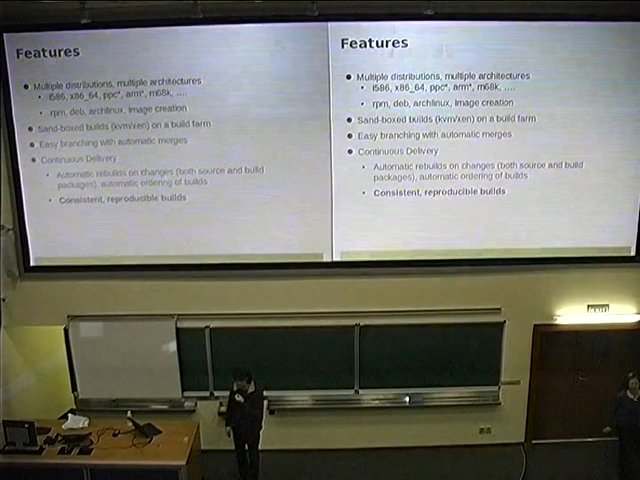 Features
● Multiple distributions, multiple architectures
• i586, x86_64, ppc*, arm*, m68k, ....
• rpm, deb, archlinux, image creation
● Sand-boxed builds (kvm/xen) on a build farm
● Easy branching with automatic merges
● Continuous Delivery
• Automatic rebuilds on changes (both source and build
packages), automatic ordering of builds
• Consistent, reproducible builds
Features
● Multiple distributions, multiple architectures
• i586, x86_64, ppc*, arm*, m68k, ....
• rpm, deb, archlinux, image creation
● Sand-boxed builds (kvm/xen) on a build farm
● Easy branching with automatic merges
● Continuous Delivery
• Automatic rebuilds on changes (both source and build
packages), automatic ordering of builds
• Consistent, reproducible builds